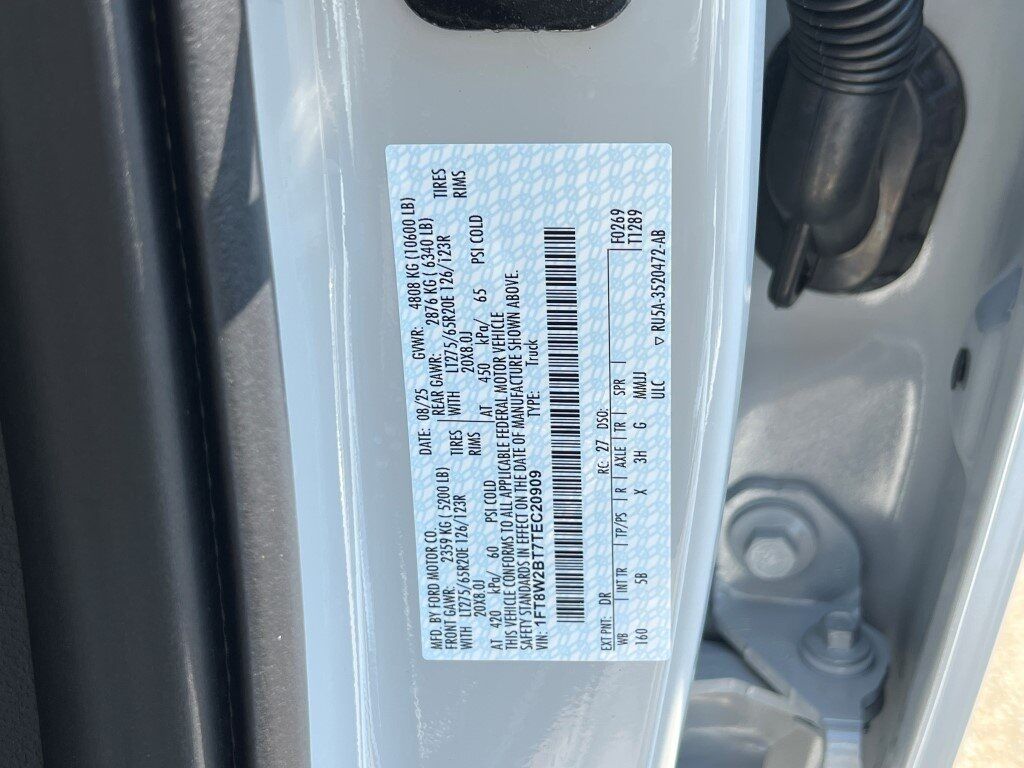 MFD. BY FORD MOTOR CO. DATE: 08/25 GVWR: 4808 KG (10600 LB)
FRONT GAWR: 2359 KG ( 5200 LB) REAR GAWR: 2876 KG ( 6340 LB)
WITH LT275/65R20E 126/123R TIRES WITH LT275/65R20E 126/123R TIRES
20X8.0J RIMS 20X8.0J RIMS
AT 420 kPa/ 60 PSI COLD AT 450 kPa/ 65 PSI COLD
THIS VEHICLE CONFORMS TO ALL APPLICABLE FEDERAL MOTOR VEHICLE
SAFETY STANDARDS IN EFFECT ON THE DATE OF MANUFACTURE SHOWN ABOVE.
VIN: 1FT8W2BT7TEC20909 TYPE: Truck
F0269
T1289
EXT PNT: DR RC: 27 DSO:
WB INT TR TP/PS R AXLE TR SPR
160 5B X 3H G MMJJ
ULC
▽ RU5A-3520472-AB